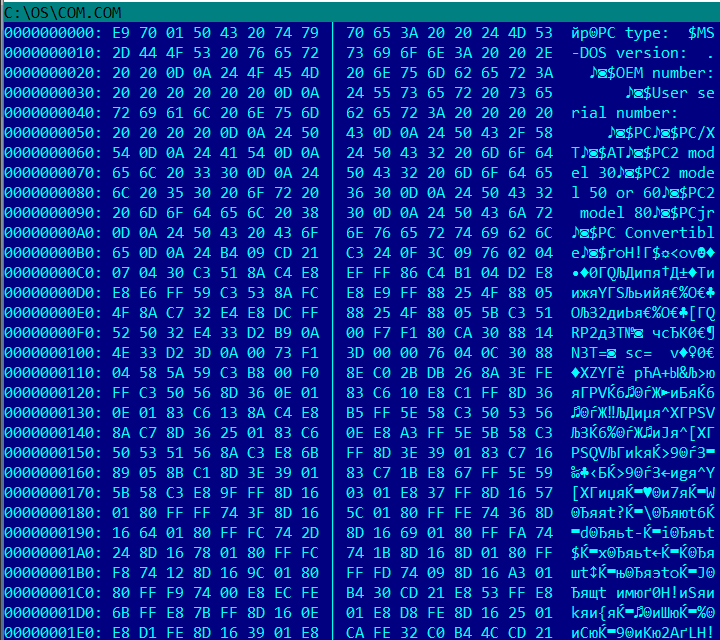 C:\OS\COM.COM
0000000000: E9 70 01 50 43 20 74 79 │ 70 65 3A 20 20 24 4D 53 йp☺PC type:  $MS
0000000010: 2D 44 4F 53 20 76 65 72 │ 73 69 6F 6E 3A 20 20 2E -DOS version:  .
0000000020: 20 20 0D 0A 24 4F 45 4D │ 20 6E 75 6D 62 65 72 3A   ♪◙$OEM number:
0000000030: 20 20 20 20 20 20 0D 0A │ 24 55 73 65 72 20 73 65       ♪◙$User se
0000000040: 72 69 61 6C 20 6E 75 6D │ 62 65 72 3A 20 20 20 20 rial number:
0000000050: 20 20 20 20 0D 0A 24 50 │ 43 0D 0A 24 50 43 2F 58     ♪◙$PC♪◙$PC/X
0000000060: 54 0D 0A 24 41 54 0D 0A │ 24 50 43 32 20 6D 6F 64 T♪◙$AT♪◙$PC2 mod
0000000070: 65 6C 20 33 30 0D 0A 24 │ 50 43 32 20 6D 6F 64 65 el 30♪◙$PC2 mode
0000000080: 6C 20 35 30 20 6F 72 20 │ 36 30 0D 0A 24 50 43 32 l 50 or 60♪◙$PC2
0000000090: 20 6D 6F 64 65 6C 20 38 │ 30 0D 0A 24 50 43 6A 72  model 80♪◙$PCjr
00000000A0: 0D 0A 24 50 43 20 43 6F │ 6E 76 65 72 74 69 62 6C ♪◙$PC Convertibl
00000000B0: 65 0D 0A 24 B4 09 CD 21 │ C3 24 0F 3C 09 76 02 04 e♪◙$ґ○Н!Г$☼<○v☻♦
00000000C0: 07 04 30 C3 51 8A C4 E8 │ EF FF 86 C4 B1 04 D2 E8 •♦0ГQЉДипя†Д±♦Ти
00000000D0: E8 E6 FF 59 C3 53 8A FC │ E8 E9 FF 88 25 4F 88 05 ижяYГSЉьийя€%O€♣
00000000E0: 4F 8A C7 32 E4 E8 DC FF │ 88 25 4F 88 05 5B C3 51 OЉЗ2диЬя€%O€♣[ГQ
00000000F0: 52 50 32 E4 33 D2 B9 0A │ 00 F7 F1 80 CA 30 88 14 RP2д3Т№◙ чсЂК0€¶
0000000100: 4E 33 D2 3D 0A 00 73 F1 │ 3D 00 00 76 04 0C 30 88 N3Т=◙ sс=  v♦♀0€
0000000110: 04 58 5A 59 C3 B8 00 F0 │ 8E C0 2B DB 26 8A 3E FE ♦XZYГё рЋА+Ы&Љ>ю
0000000120: FF C3 50 56 8D 36 0E 01 │ 83 C6 10 E8 C1 FF 8D 36 яГPVЌ6♫☺ѓЖ►иБяЌ6
0000000130: 0E 01 83 C6 13 8A C4 E8 │ B5 FF 5E 58 C3 50 53 56 ♫☺ѓЖ‼ЉДиµя^XГPSV
0000000140: 8A C7 8D 36 25 01 83 C6 │ 0E E8 A3 FF 5E 5B 58 C3 ЉЗЌ6%☺ѓЖ♫иЈя^[XГ
0000000150: 50 53 51 56 8A C3 E8 6B │ FF 8D 3E 39 01 83 C7 16 PSQVЉГиkяЌ>9☺ѓЗ▬
0000000160: 89 05 8B C1 8D 3E 39 01 │ 83 C7 1B E8 67 FF 5E 59 ‰♣‹БЌ>9☺ѓЗ←иgя^Y
0000000170: 5B 58 C3 E8 9F FF 8D 16 │ 03 01 E8 37 FF 8D 16 57 [XГиџяЌ▬♥☺и7яЌ▬W
0000000180: 01 80 FF FF 74 3F 8D 16 │ 5C 01 80 FF FE 74 36 8D ☺Ђяяt?Ќ▬\☺Ђяюt6Ќ
0000000190: 16 64 01 80 FF FC 74 2D │ 8D 16 69 01 80 FF FA 74 ▬d☺Ђяьt-Ќ▬i☺Ђяъt
00000001A0: 24 8D 16 78 01 80 FF FC │ 74 1B 8D 16 8D 01 80 FF $Ќ▬x☺Ђяьt←Ќ▬Ќ☺Ђя
00000001B0: F8 74 12 8D 16 9C 01 80 │ FF FD 74 09 8D 16 A3 01 шt↕Ќ▬њ☺Ђяэt○Ќ▬Ј☺
00000001C0: 80 FF F9 74 00 E8 EC FE │ B4 30 CD 21 E8 53 FF E8 Ђящt имюґ0Н!иSяи
00000001D0: 6B FF E8 7B FF 8D 16 0E │ 01 E8 D8 FE 8D 16 25 01 kяи{яЌ▬♫☺иШюЌ▬%☺
00000001E0: E8 D1 FE 8D 16 39 01 E8 │ CA FE 32 C0 B4 4C CD 21 иСюЌ▬9☺иКю2АґLН!